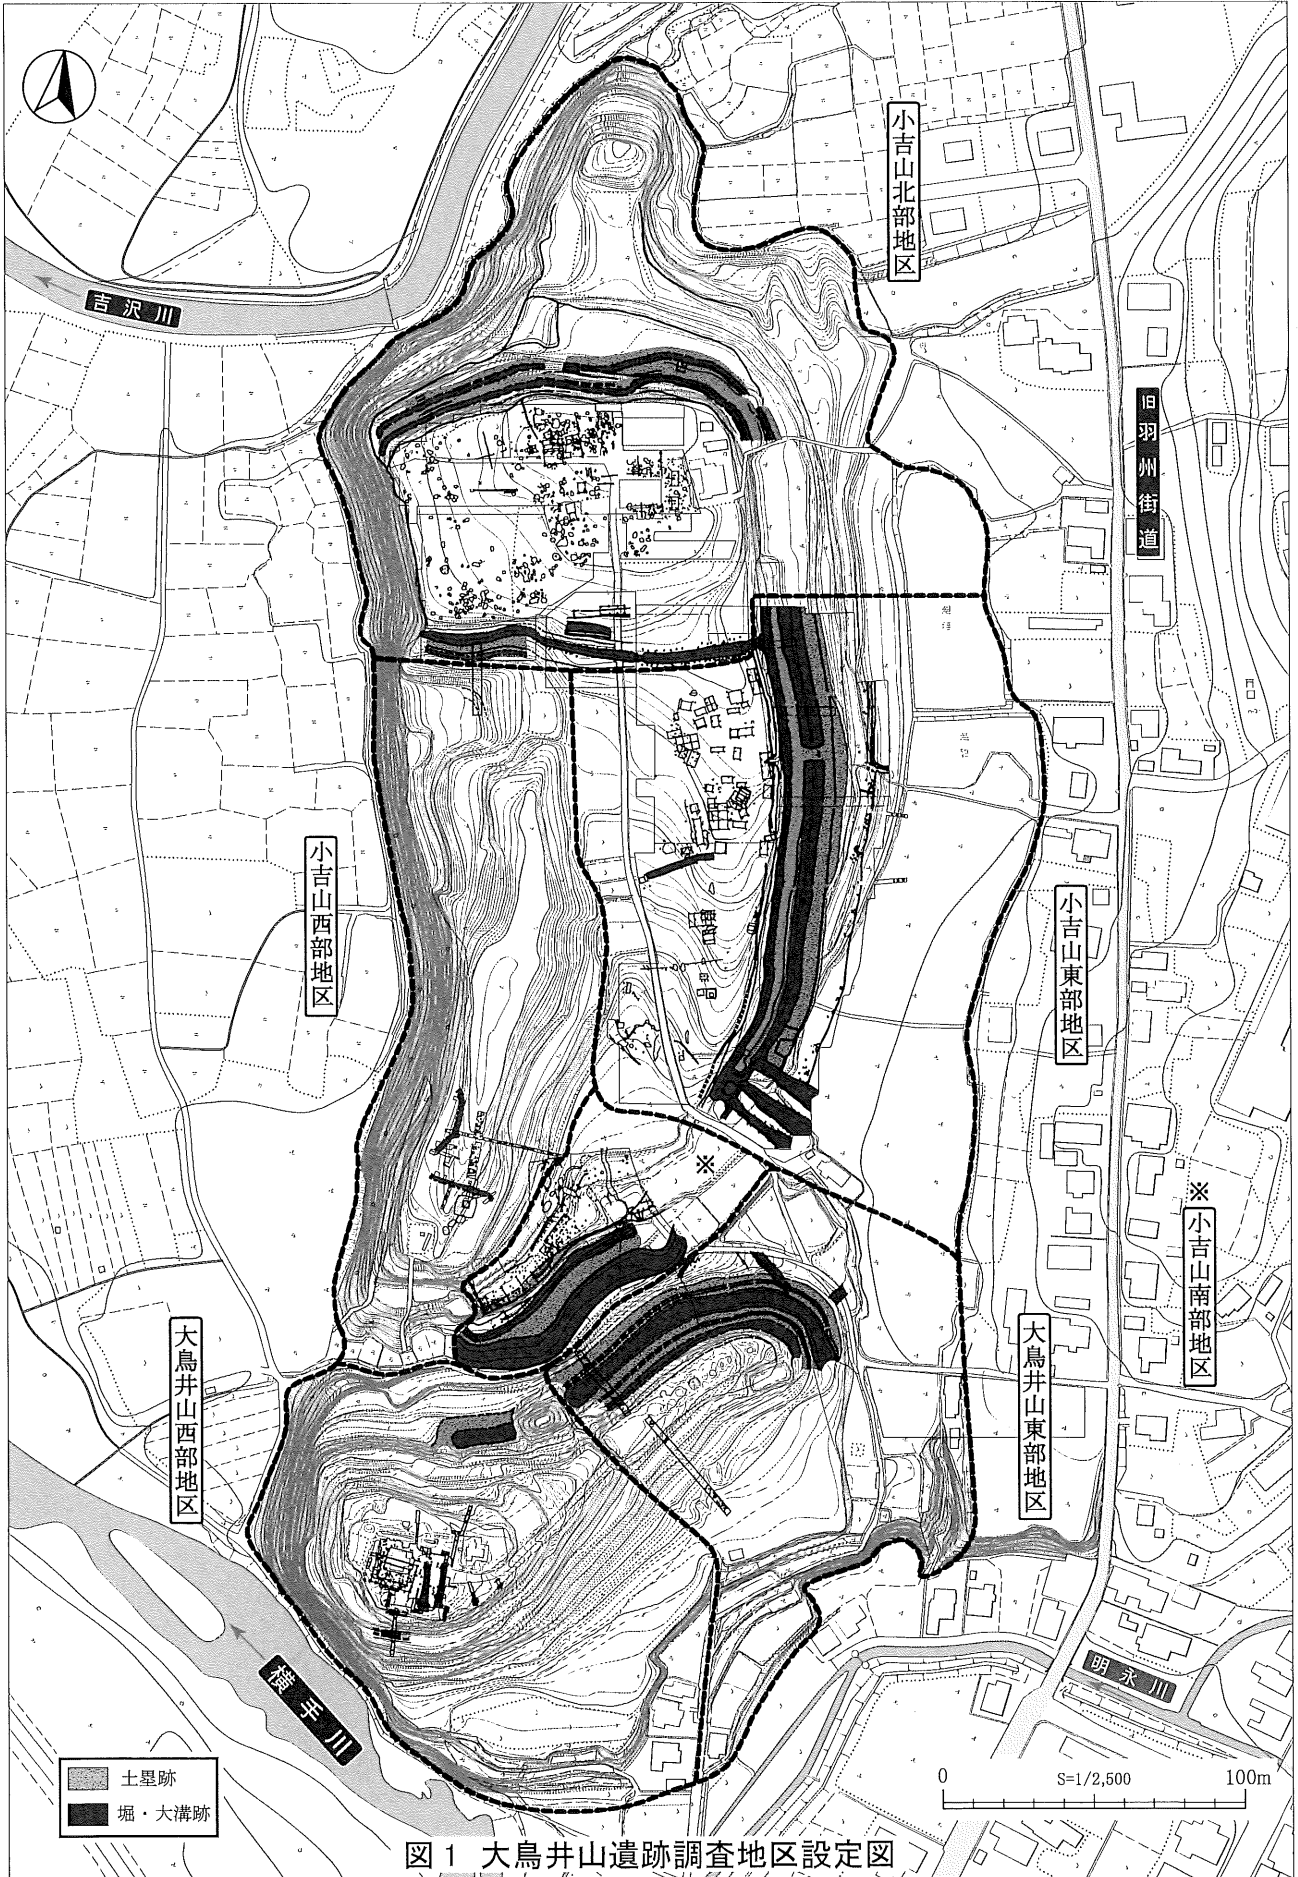 小吉山北部地区
吉沢川
旧羽州街道
小吉山西部地区
小吉山東部地区
※
※小吉山南部地区
大鳥井山西部地区
大鳥井山東部地区
横手川
明永川
土塁跡
堀・大溝跡
0 S=1/2,500 100m
図1 大鳥井山遺跡調査地区設定図